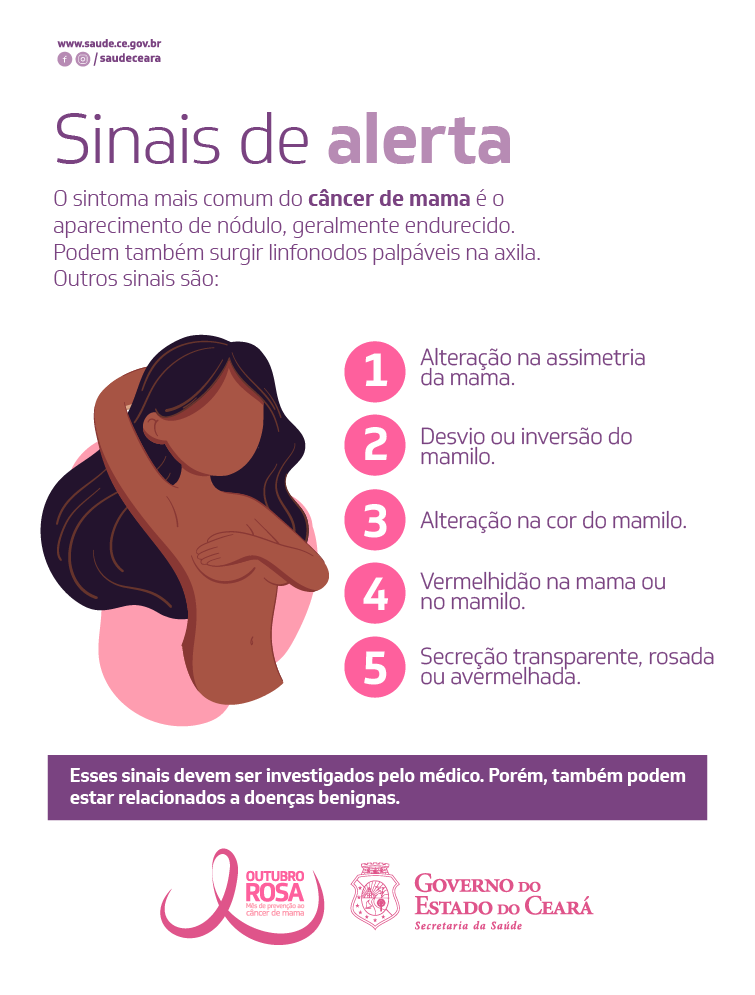 www.saude.ce.gov.br
/saudeceara
Sinais de alerta
O sintoma mais comum do câncer de mama é o
aparecimento de nódulo, geralmente endurecido.
Podem também surgir linfonodos palpáveis na axila.
Outros sinais são:
1 Alteração na assimetria
da mama.
2 Desvio ou inversão do
mamilo.
3 Alteração na cor do mamilo.
4 Vermelhidão na mama ou
no mamilo.
5 Secreção transparente, rosada
ou avermelhada.
Esses sinais devem ser investigados pelo médico. Porém, também podem
estar relacionados a doenças benignas.
OUTUBRO
ROSA
Mês de prevenção ao
câncer de mama
GOVERNO DO
ESTADO DO CEARÁ
Secretaria da Saúde